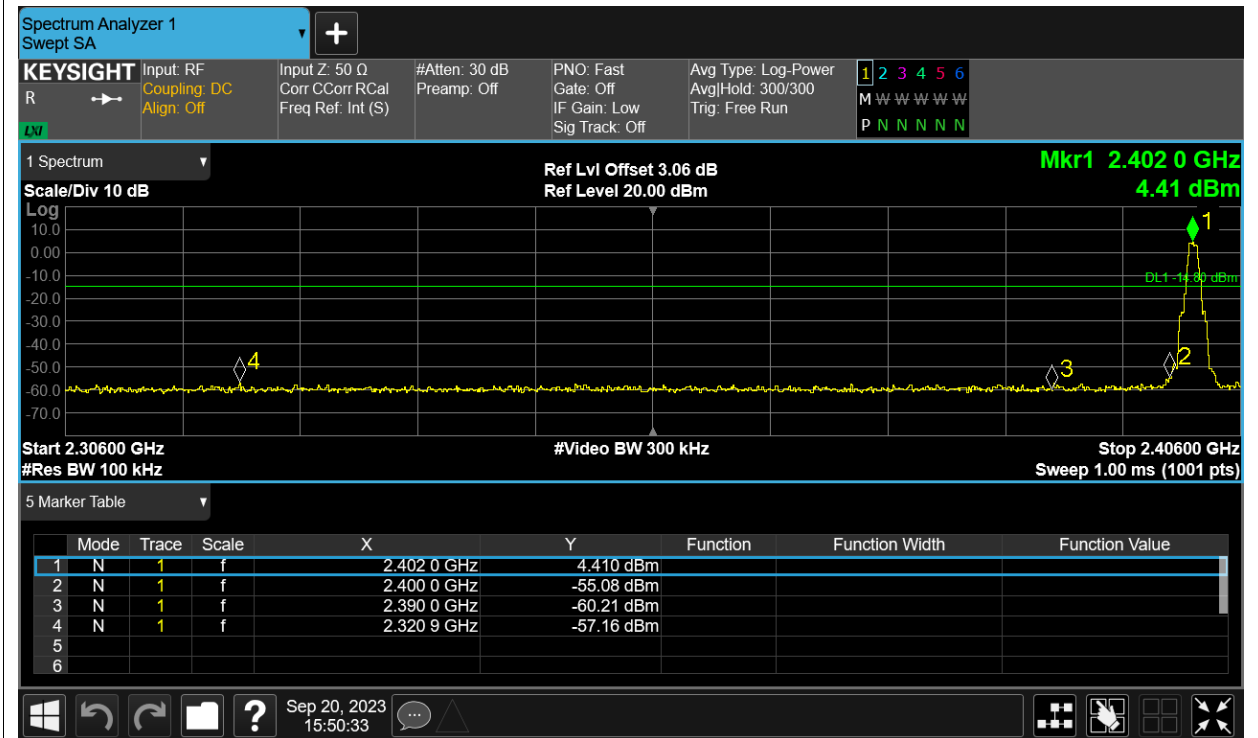 Spectrum Analyzer 1
Swept SA
+
KEYSIGHT
R
LXI
Input: RF
Coupling: DC
Align: Off
Input Z: 50 Ω
Corr CCorr RCal
Freq Ref: Int (S)
#Atten: 30 dB
Preamp: Off
PNO: Fast
Gate: Off
IF Gain: Low
Sig Track: Off
Avg Type: Log-Power
Avg|Hold: 300/300
Trig: Free Run
1 2 3 4 5 6
M W W W W W W
P N N N N N N
1 Spectrum
Scale/Div 10 dB
Ref Lvl Offset 3.06 dB
Ref Level 20.00 dBm
Mkr1 2.402 0 GHz
4.41 dBm
Log
10.0
0.00
-10.0
-20.0
-30.0
-40.0
-50.0
-60.0
-70.0
1
DL1 -14.80 dBm
2
3
4
Start 2.30600 GHz #Video BW 300 kHz Stop 2.40600 GHz
#Res BW 100 kHz Sweep 1.00 ms (1001 pts)
5 Marker Table
Mode Trace Scale X Y Function Function Width Function Value
1 N 1 f 2.402 0 GHz 4.410 dBm
2 N 1 f 2.400 0 GHz -55.08 dBm
3 N 1 f 2.390 0 GHz -60.21 dBm
4 N 1 f 2.320 9 GHz -57.16 dBm
5
6
?
Sep 20, 2023
15:50:33